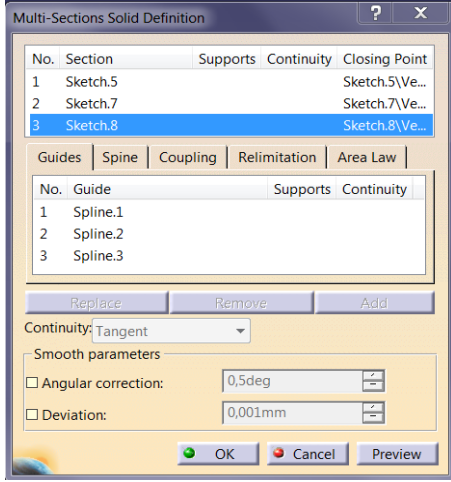 Multi-Sections Solid Definition ? X
No. Section Supports Continuity Closing Point
1 Sketch.5 Sketch.5\Ve...
2 Sketch.7 Sketch.7\Ve...
3 Sketch.8 Sketch.8\Ve...
Guides Spine Coupling Relimitation Area Law
No. Guide Supports Continuity
1 Spline.1
2 Spline.2
3 Spline.3
Replace Remove Add
Continuity: Tangent
Smooth parameters
Angular correction: 0,5deg
Deviation: 0,001mm
OK Cancel Preview